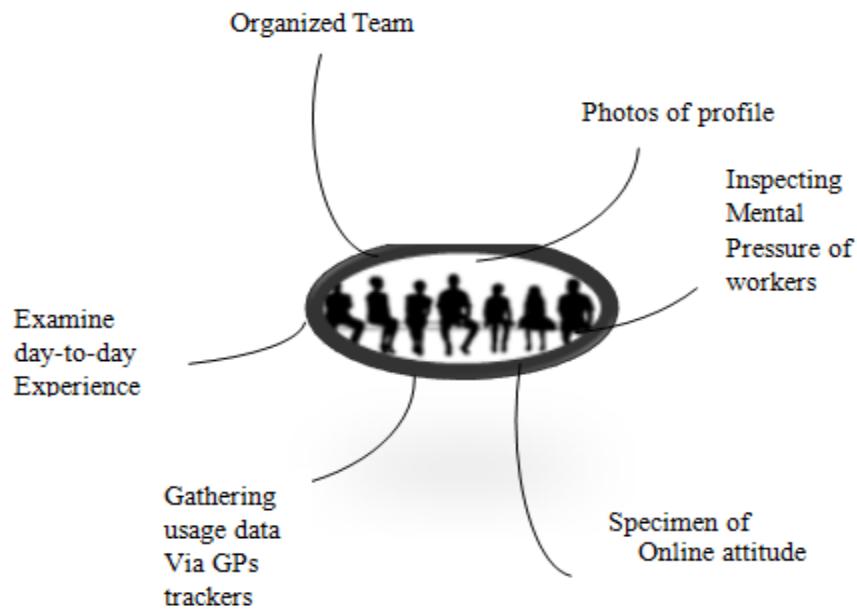 Organized Team
Photos of profile
Inspecting
Mental
Pressure of
workers
Examine
day-to-day
Experience
Gathering
usage data
Via GPs
trackers
Specimen of
Online attitude